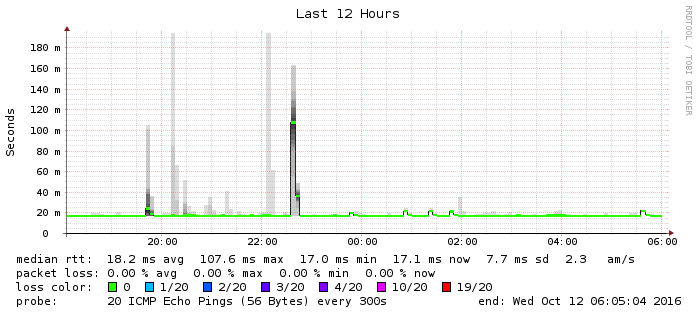 Last 12 Hours
RRDTOOL / TOBI OETIKER
Seconds
180 m
160 m
140 m
120 m
100 m
80 m
60 m
40 m
20 m
0
20:00 22:00 00:00 02:00 04:00 06:00
median rtt: 18.2 ms avg 107.6 ms max 17.0 ms min 17.1 ms now 7.7 ms sd 2.3 am/s
packet loss: 0.00 % avg 0.00 % max 0.00 % min 0.00 % now
loss color: 0 1/20 2/20 3/20 4/20 10/20 19/20
probe: 20 ICMP Echo Pings (56 Bytes) every 300s end: Wed Oct 12 06:05:04 2016